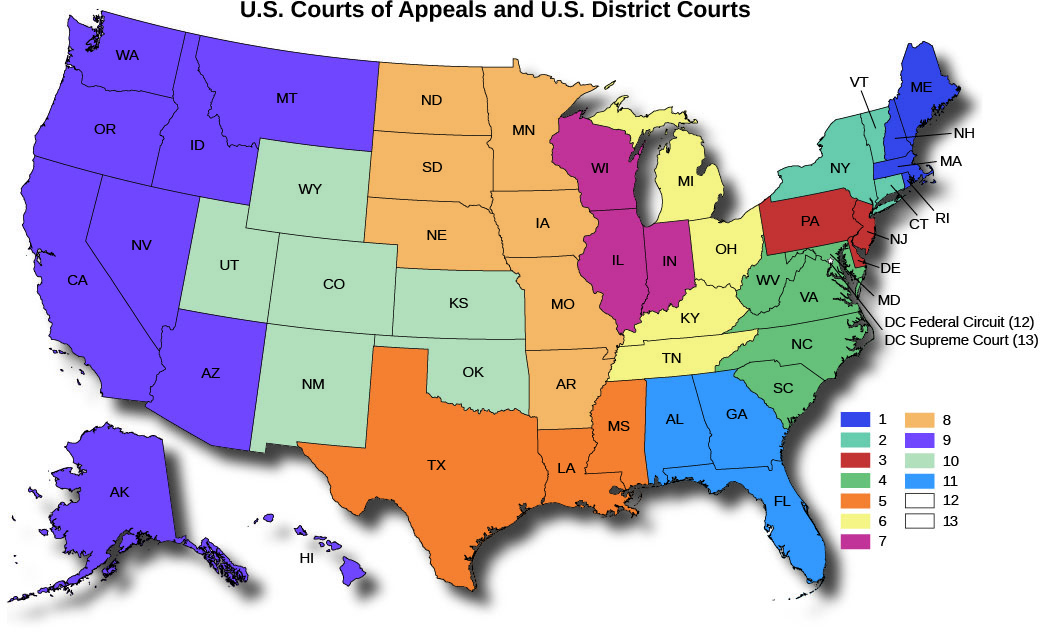 U.S. Courts of Appeals and U.S. District Courts
WA
MT
ND
MN
VT
ME
OR
ID
SD
WI
MI
NY
NH
MA
WY
NE
IA
PA
CT
RI
NV
UT
CO
IL
IN
OH
NJ
DE
CA
KS
MO
KY
WV
VA
MD
DC Federal Circuit (12)
DC Supreme Court (13)
AZ
NM
OK
AR
TN
NC
SC
TX
LA
MS
AL
GA
FL
AK
HI
1
2
3
4
5
6
7
8
9
10
11
12
13